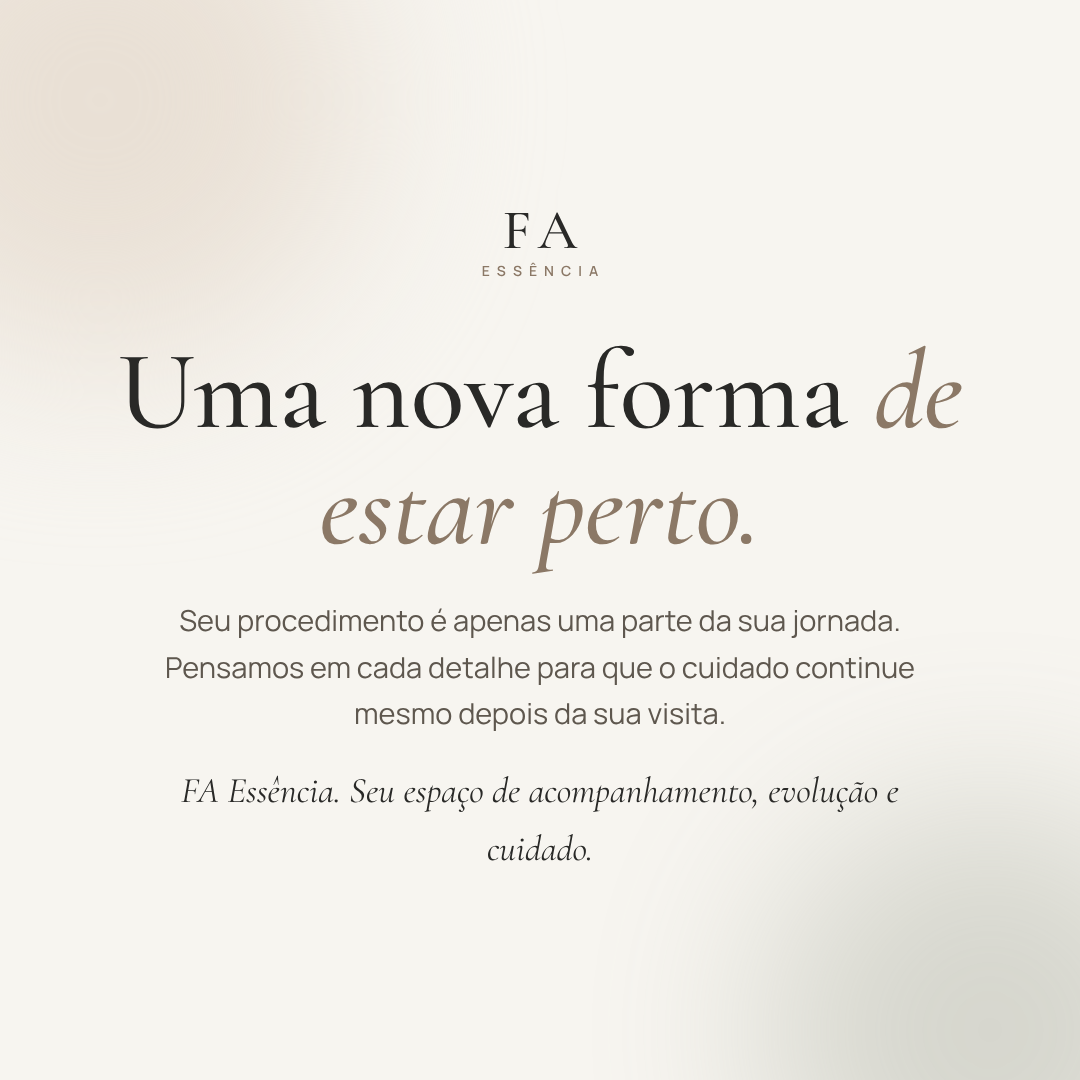 FA
ESSÊNCIA
Uma nova forma de
estar perto.
Seu procedimento é apenas uma parte da sua jornada.
Pensamos em cada detalhe para que o cuidado continue
mesmo depois da sua visita.
FA Essência. Seu espaço de acompanhamento, evolução e
cuidado.